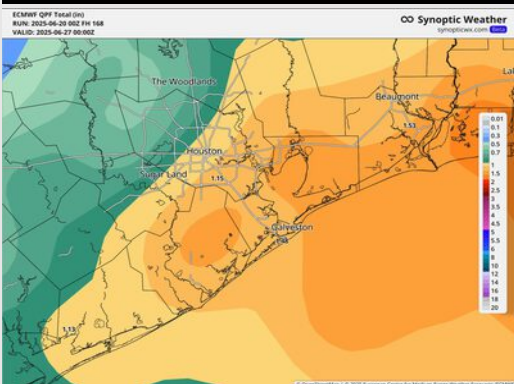 ECMWF QPF Total (in)
RUN: 2025-06-20 00Z FH 168
VALID: 2025-06-27 00:00Z
Synoptic Weather
synopticwx.com Beta
The Woodlands
Beaumont
La
1.53
Houston
Sugar Land
1.15
Galveston
1.13
0.01
0.1
0.3
0.5
0.7
1
1.5
2
2.5
3
3.5
4
4.5
5
5.5
6
8
10
12
14
16
18
20